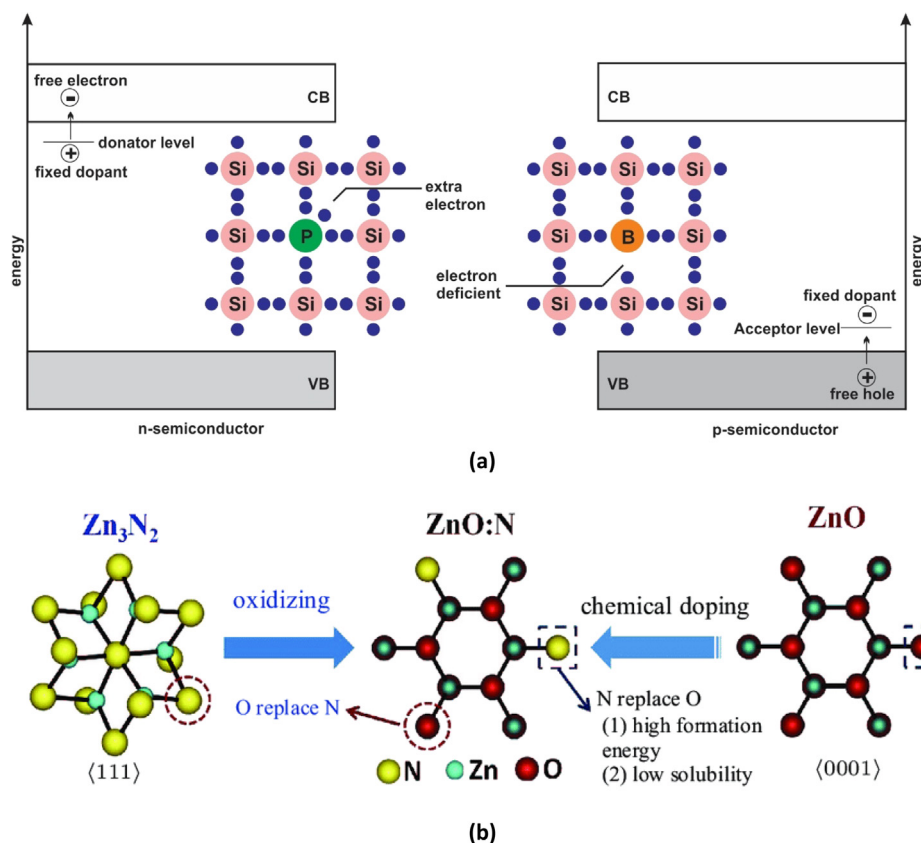 free electron
CB
donator level
fixed dopant
energy
VB
n-semiconductor
Si
Si
Si
Si
P
Si
Si
Si
Si
extra
electron
electron
deficient
Si
Si
Si
Si
B
Si
Si
Si
Si
CB
energy
fixed dopant
Acceptor level
VB
free hole
p-semiconductor
(a)
Zn₃N₂
ZnO:N
ZnO
oxidizing
chemical doping
O replace N
N replace O
(1) high formation
energy
(2) low solubility
⟨111⟩
N Zn O
⟨0001⟩
(b)